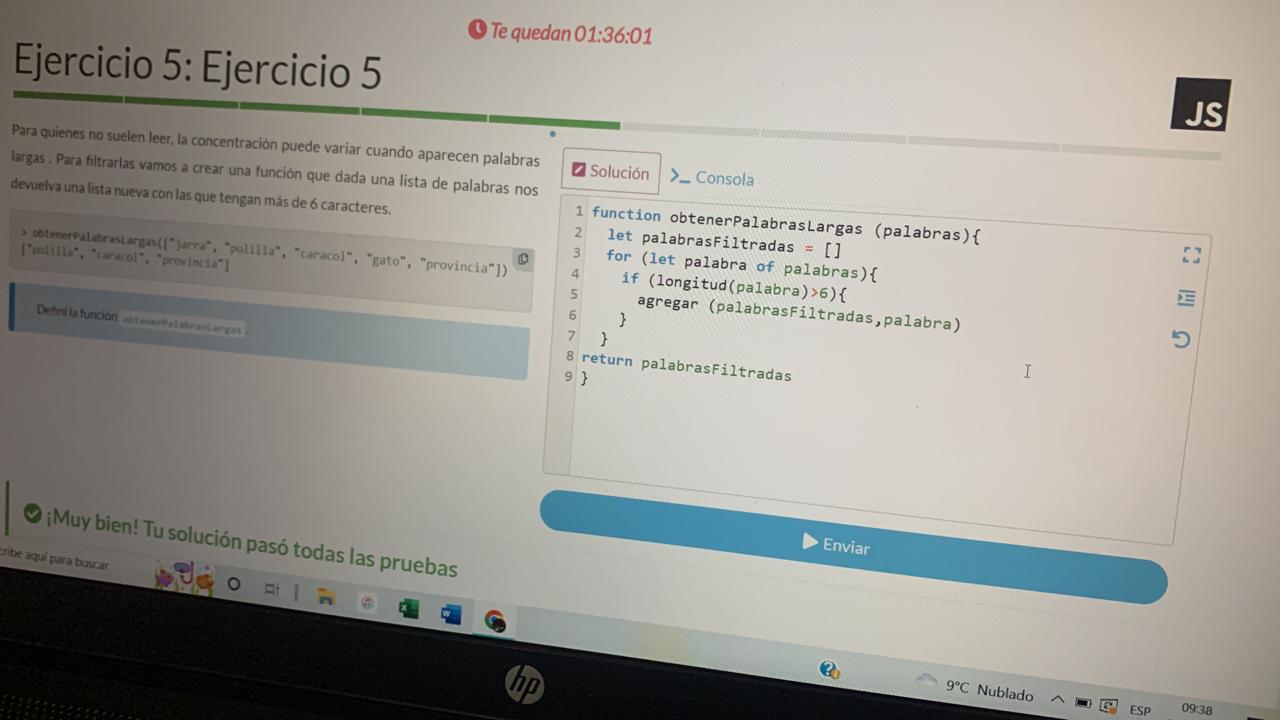 Te quedan 01:36:01
Ejercicio 5: Ejercicio 5
JS
Para quienes no suelen leer, la concentración puede variar cuando aparecen palabras
largas . Para filtrarlas vamos a crear una función que dada una lista de palabras nos
devuelva una lista nueva con las que tengan más de 6 caracteres.
> obtenerPalabrasLargas(["jarra", "polilla", "caracol", "gato", "provincia"])
["polilla", "caracol", "provincia"]
Definí la función obtenerPalabrasLargas.
Solución
>_ Consola
1 function obtenerPalabrasLargas (palabras){
2 let palabrasFiltradas = []
3 for (let palabra of palabras){
4 if (longitud(palabra)>6){
5 agregar (palabrasFiltradas,palabra)
6 }
7 }
8 return palabrasFiltradas
9 }
Enviar
¡Muy bien! Tu solución pasó todas las pruebas
cribe aquí para buscar
hp
9°C Nublado
ESP
09:38